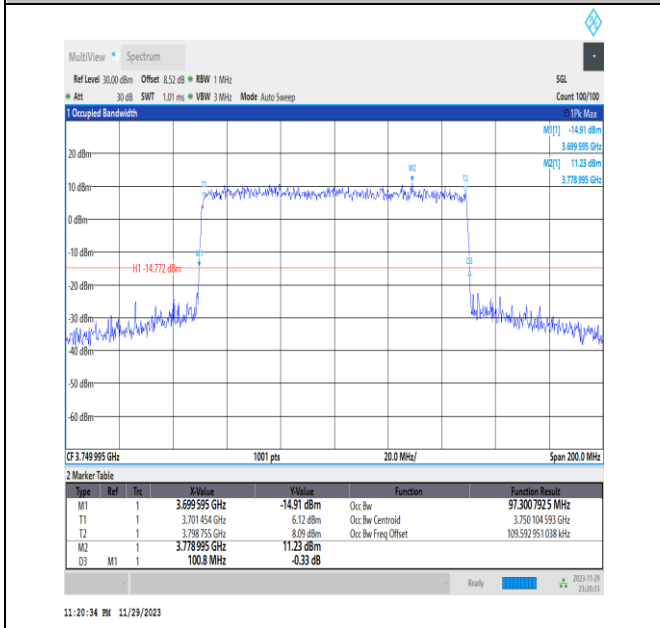 MultiView Spectrum
Ref Level 30.00 dBm Offset 8.52 dB RBW 1 MHz SGL
Att 30 dB SWT 1.01 ms VBW 3 MHz Mode Auto Sweep Count 100/100
1 Occupied Bandwidth 1Pk Max
M1[1] -14.91 dBm
3.699 595 GHz
M2[1] 11.23 dBm
3.778 995 GHz
20 dBm
M2
T1
T2
10 dBm
0 dBm
-10 dBm
M1
D3
H1 -14.772 dBm
-20 dBm
-30 dBm
-40 dBm
-50 dBm
-60 dBm
CF 3.749 995 GHz 1001 pts 20.0 MHz/ Span 200.0 MHz
2 Marker Table
Type Ref Trc X-Value Y-Value Function Function Result
M1 1 3.699 595 GHz -14.91 dBm Occ Bw 97.300 792 5 MHz
T1 1 3.701 454 GHz 6.12 dBm Occ Bw Centroid 3.750 104 593 GHz
T2 1 3.798 755 GHz 8.09 dBm Occ Bw Freq Offset 109.592 951 038 kHz
M2 1 3.778 995 GHz 11.23 dBm
D3 M1 1 100.8 MHz -0.33 dB
Ready 2023-11-29
23:20:33
11:20:34 PM 11/29/2023